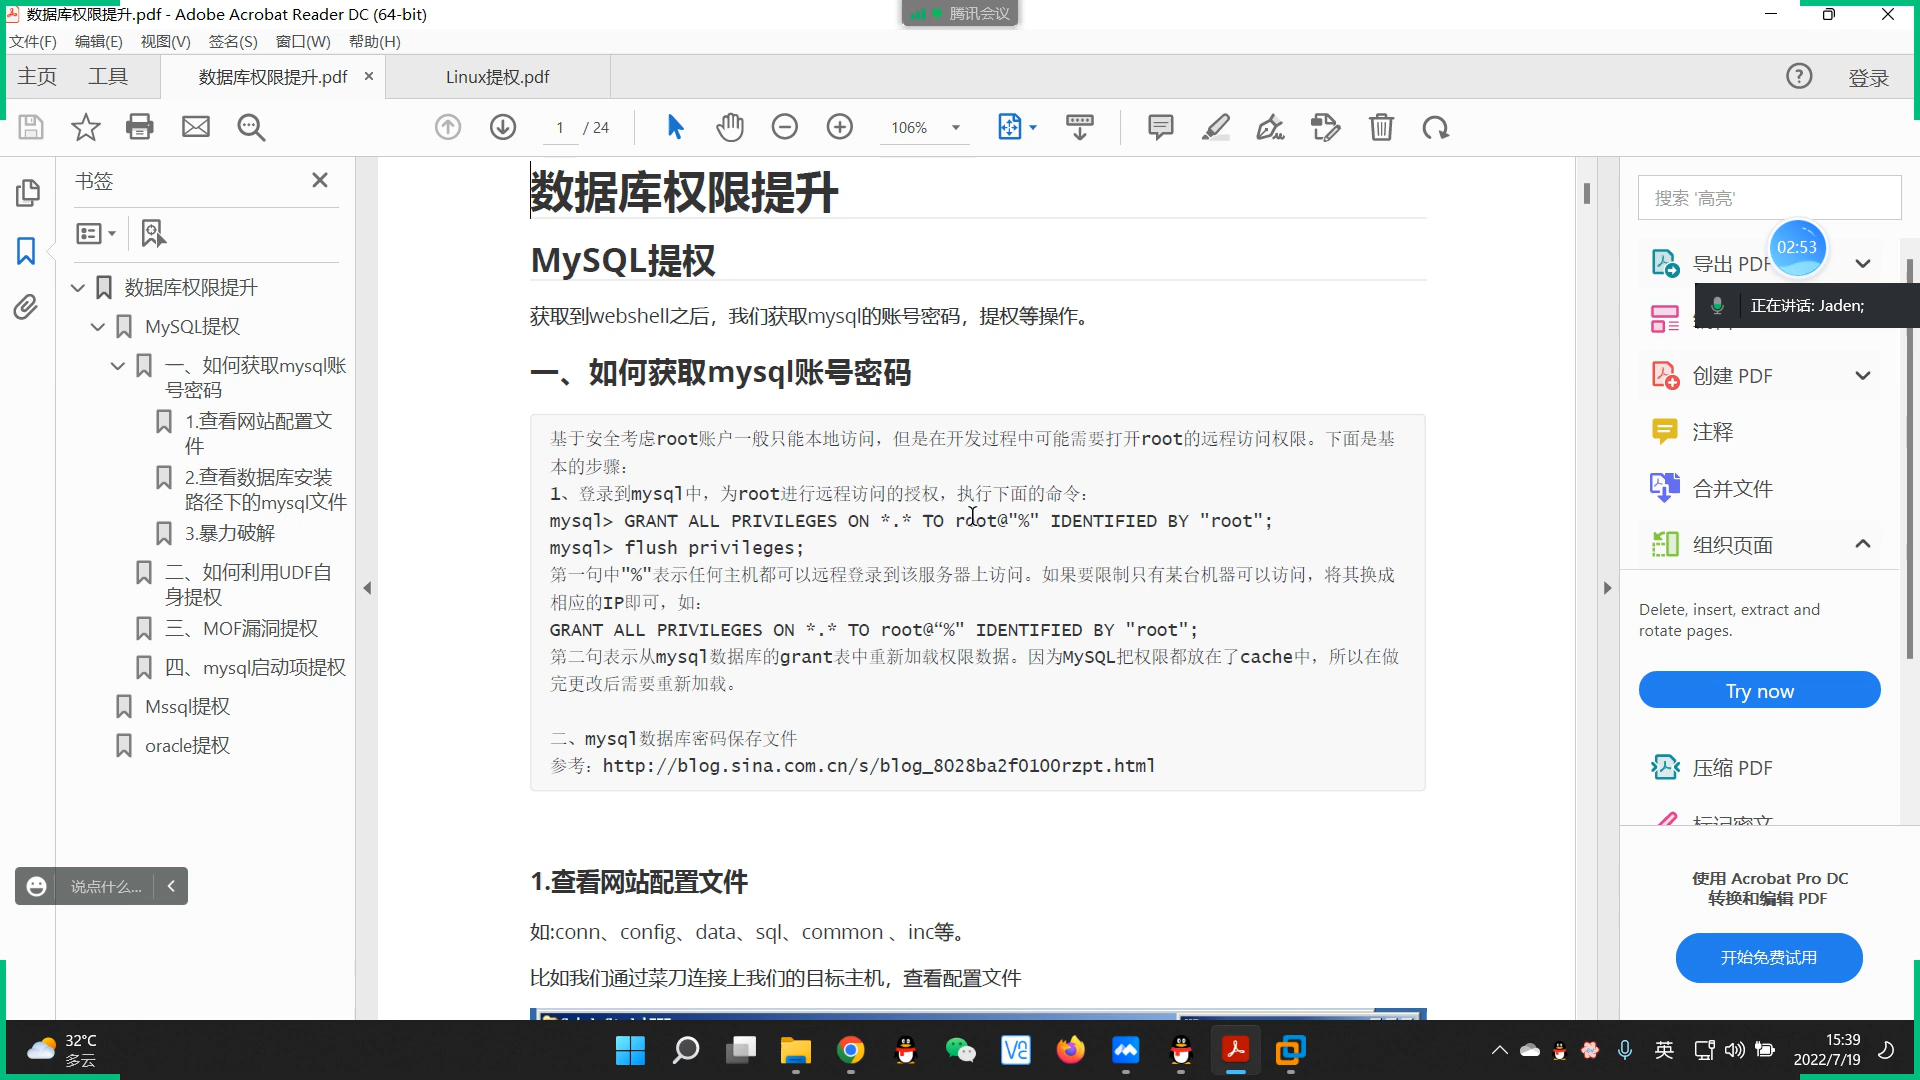 数据库权限提升.pdf - Adobe Acrobat Reader DC (64-bit)
腾讯会议
文件(F) 编辑(E) 视图(V) 签名(S) 窗口(W) 帮助(H)
主页 工具 数据库权限提升.pdf Linux提权.pdf 登录
1 / 24 106%
书签
数据库权限提升
MySQL提权
一、如何获取mysql账
号密码
1.查看网站配置文
件
2.查看数据库安装
路径下的mysql文件
3.暴力破解
二、如何利用UDF自
身提权
三、MOF漏洞提权
四、mysql启动项提权
Mssql提权
oracle提权
说点什么...
数据库权限提升
MySQL提权
获取到webshell之后，我们获取mysql的账号密码，提权等操作。
一、如何获取mysql账号密码
基于安全考虑root账户一般只能本地访问，但是在开发过程中可能需要打开root的远程访问权限。下面是基
本的步骤：
1、登录到mysql中，为root进行远程访问的授权，执行下面的命令：
mysql> GRANT ALL PRIVILEGES ON *.* TO root@"%" IDENTIFIED BY "root";
mysql> flush privileges;
第一句中"%"表示任何主机都可以远程登录到该服务器上访问。如果要限制只有某台机器可以访问，将其换成
相应的IP即可，如：
GRANT ALL PRIVILEGES ON *.* TO root@“%" IDENTIFIED BY "root";
第二句表示从mysql数据库的grant表中重新加载权限数据。因为MySQL把权限都放在了cache中，所以在做
完更改后需要重新加载。
二、mysql数据库密码保存文件
参考：http://blog.sina.com.cn/s/blog_8028ba2f0100rzpt.html
1.查看网站配置文件
如:conn、config、data、sql、common 、inc等。
比如我们通过菜刀连接上我们的目标主机，查看配置文件
搜索 '高亮'
02:53
导出 PDF
正在讲话: Jaden;
创建 PDF
注释
合并文件
组织页面
Delete, insert, extract and
rotate pages.
Try now
压缩 PDF
使用 Acrobat Pro DC
转换和编辑 PDF
开始免费试用
32°C
多云
英
15:39
2022/7/19